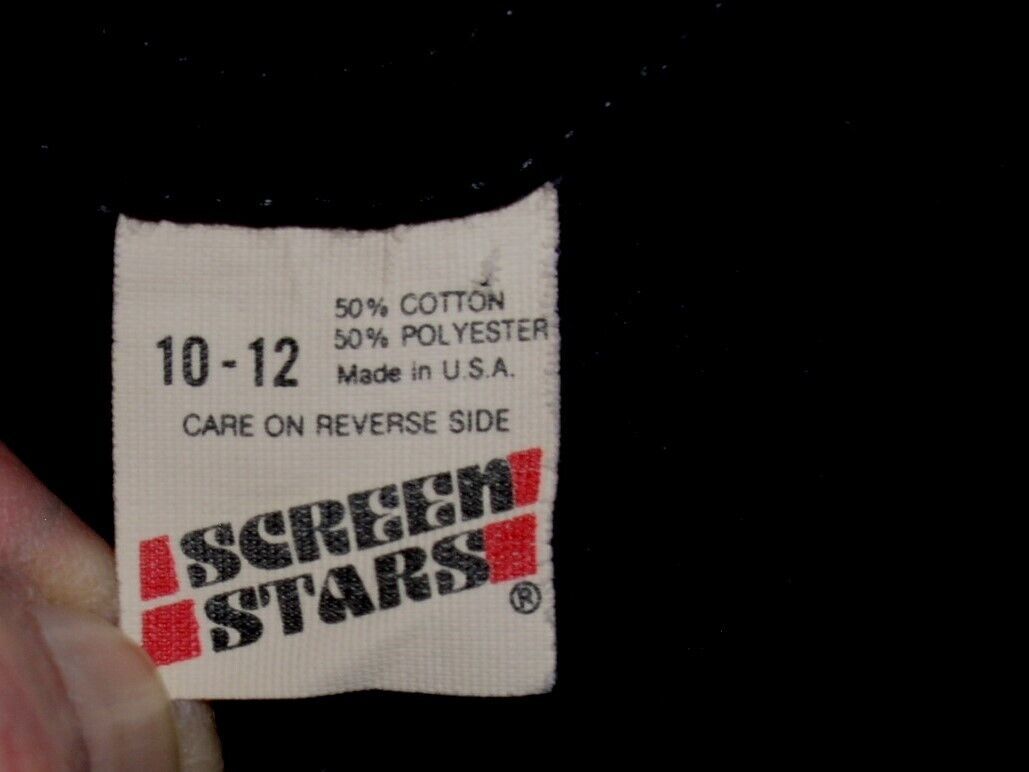 50% COTTON
50% POLYESTER
10-12
Made in U.S.A.
CARE ON REVERSE SIDE
SCREEN
STARS
®